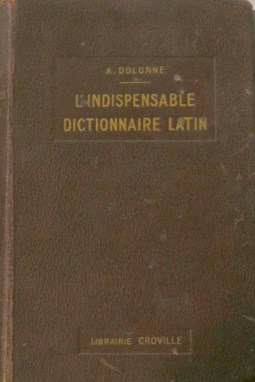 A. DOLONNE
L'INDISPENSABLE
DICTIONNAIRE LATIN
LIBRAIRIE CROVILLE